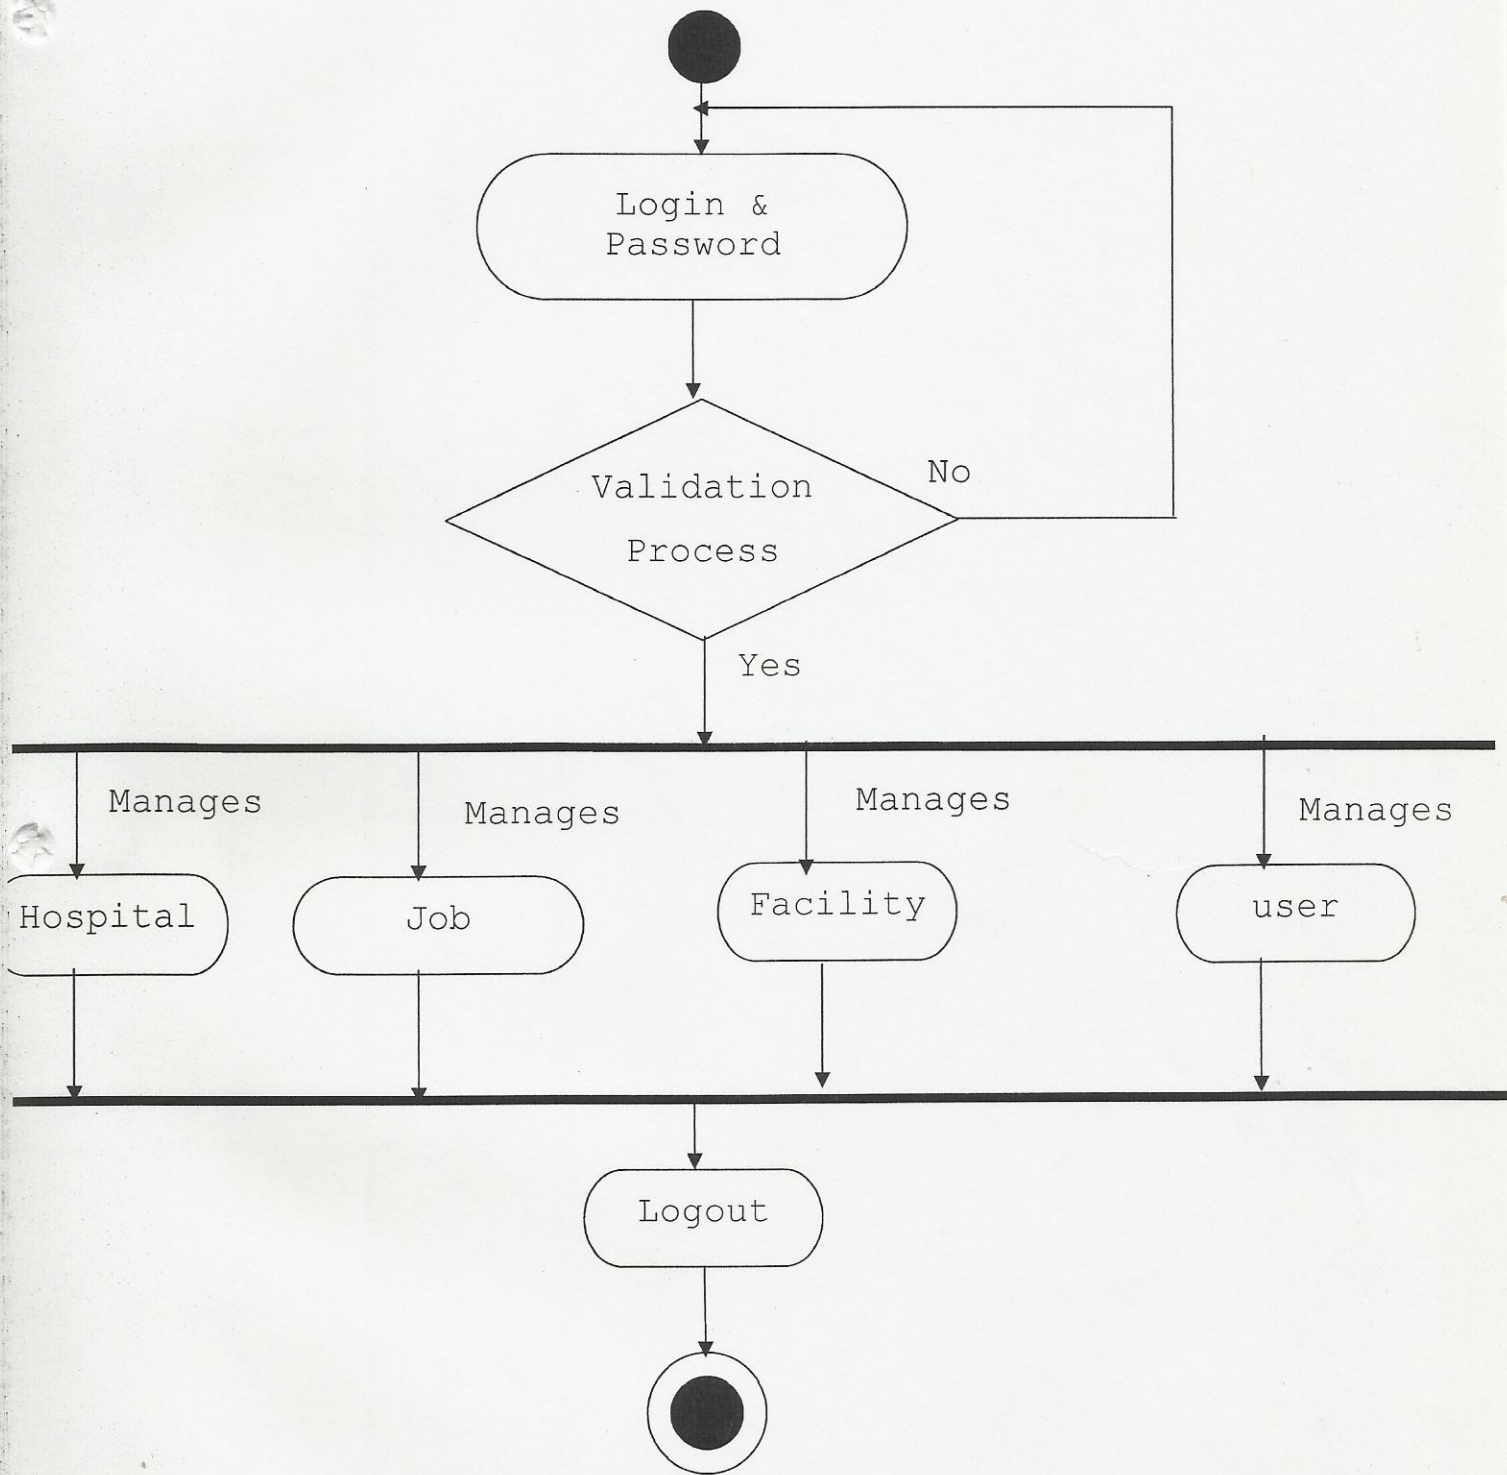 Login &
Password
Validation
Process
No
Yes
Manages
Manages
Manages
Manages
Hospital
Job
Facility
user
Logout